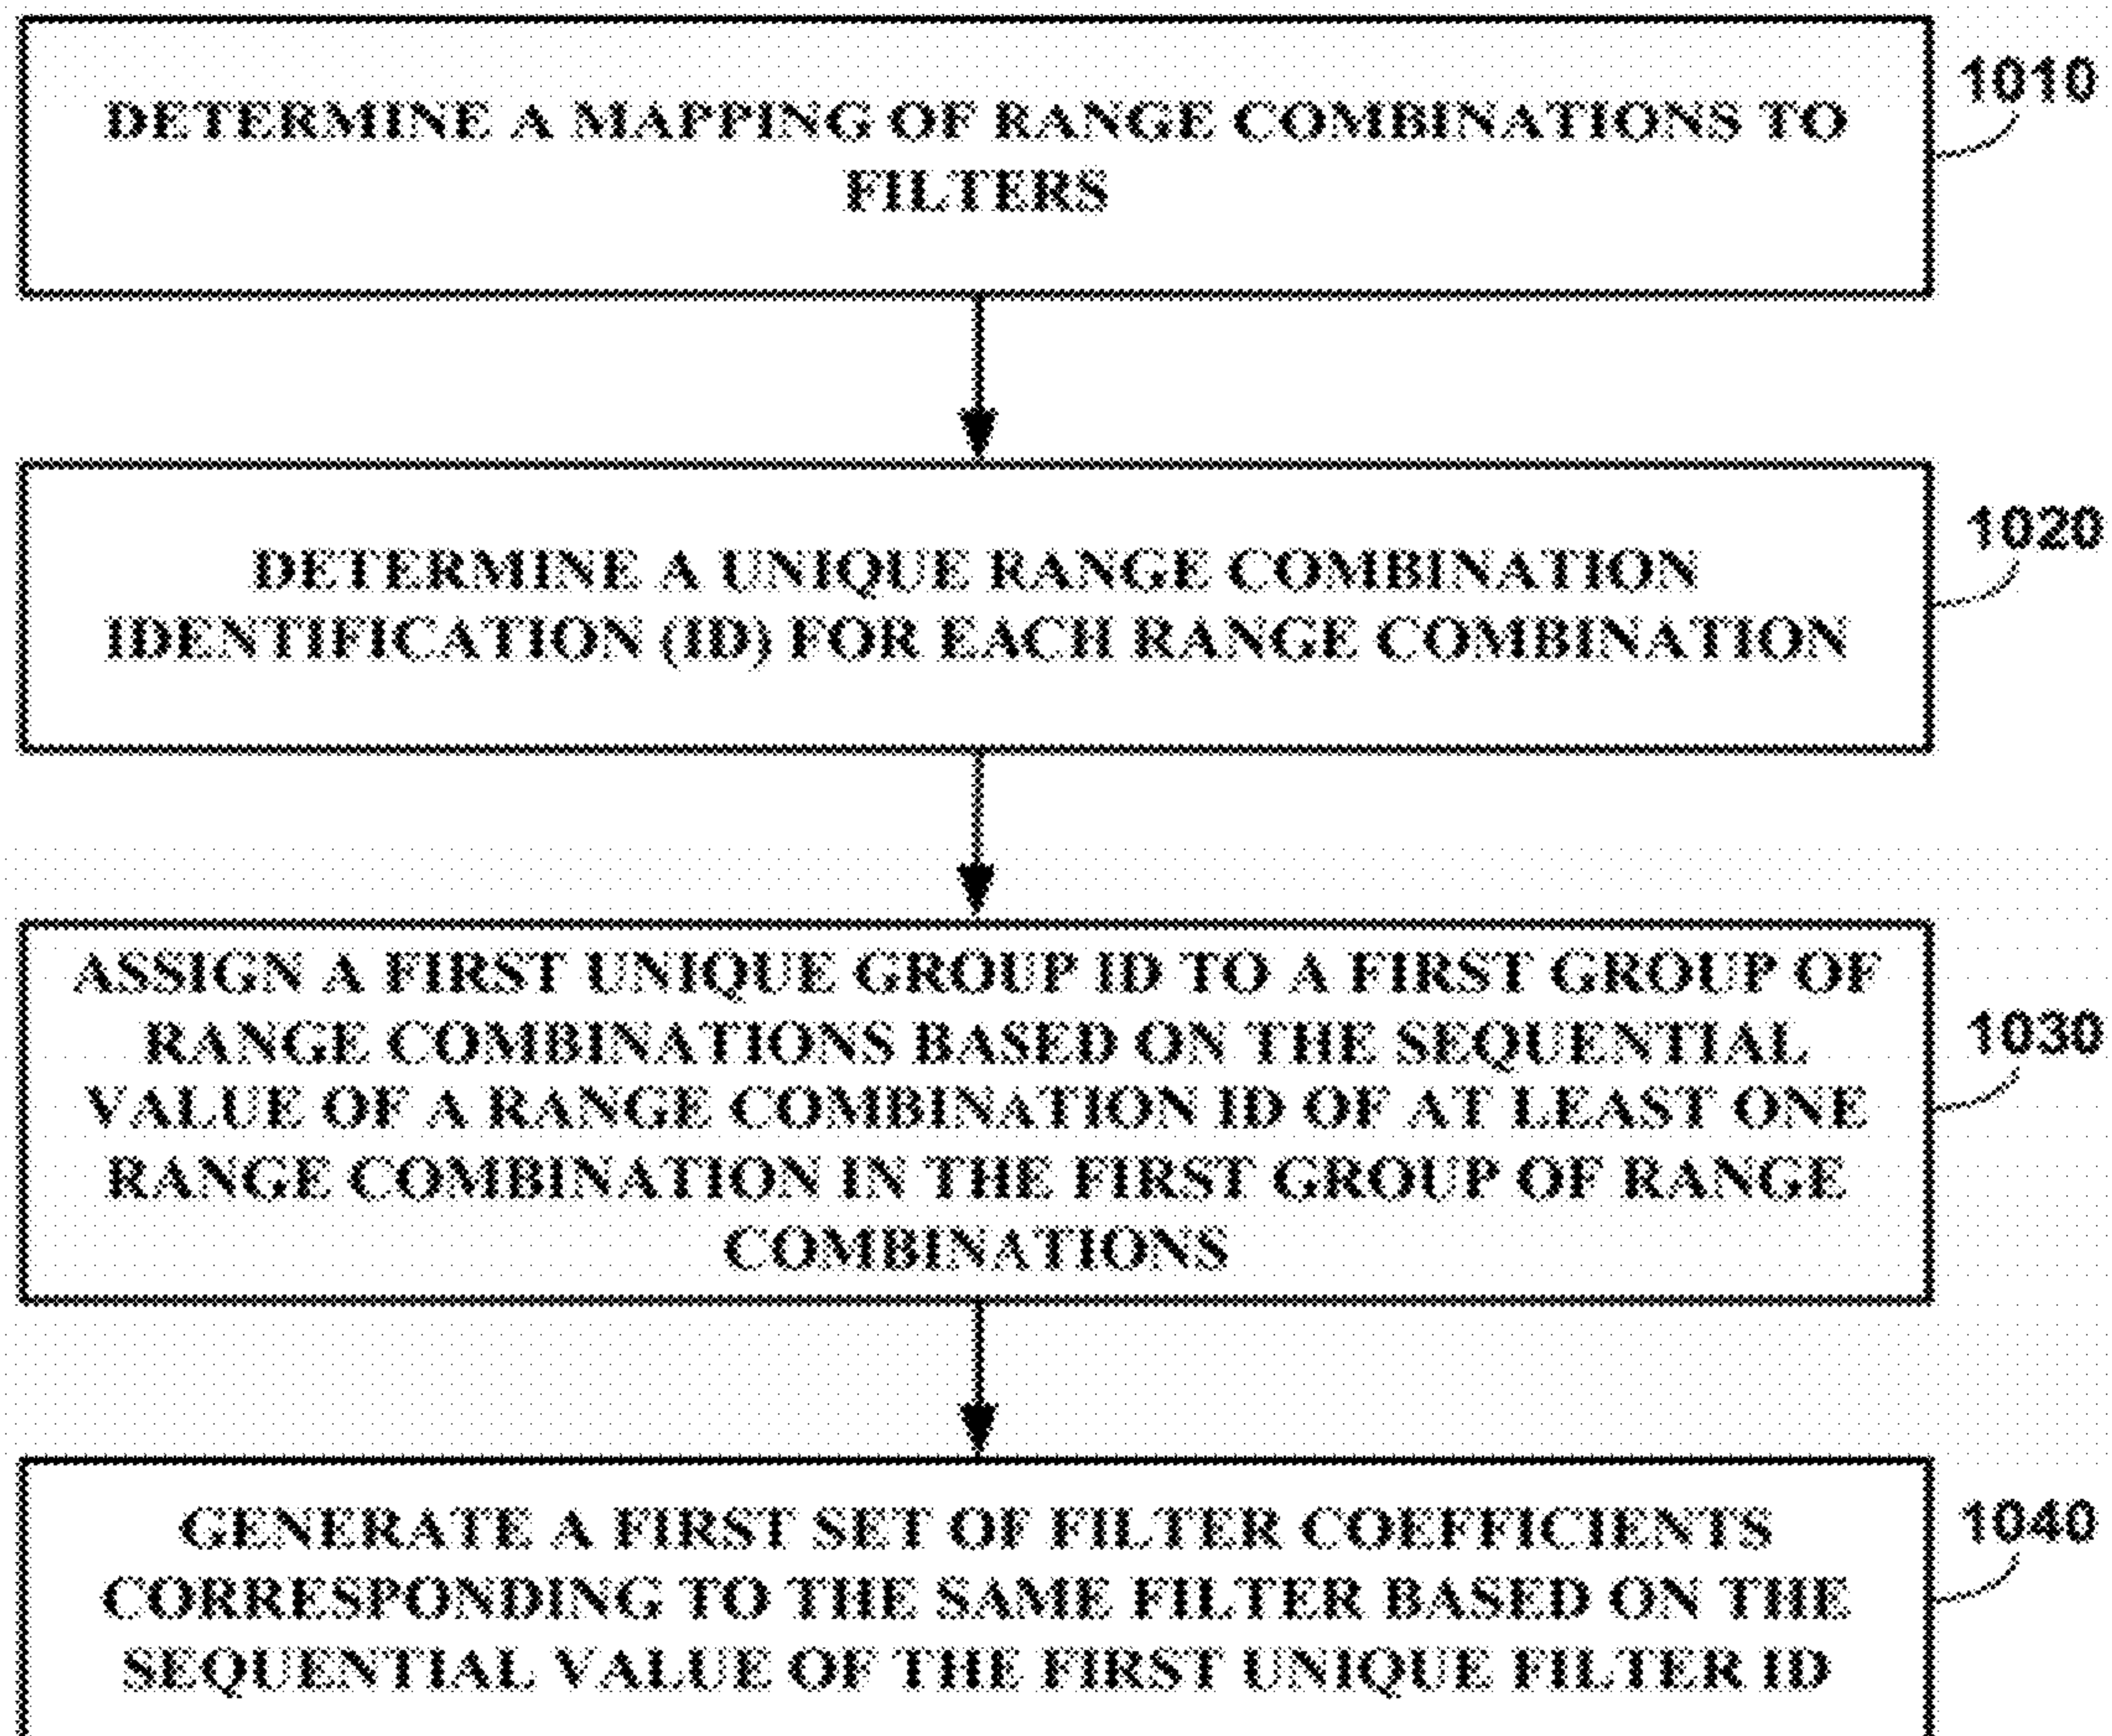 DETERMINE A MAPPING OF RANGE COMBINATIONS TO
FILTERS
1010
DETERMINE A UNIQUE RANGE COMBINATION
IDENTIFICATION (ID) FOR EACH RANGE COMBINATION
1020
ASSIGN A FIRST UNIQUE GROUP ID TO A FIRST GROUP OF
RANGE COMBINATIONS BASED ON THE SEQUENTIAL
VALUE OF A RANGE COMBINATION ID OF AT LEAST ONE
RANGE COMBINATION IN THE FIRST GROUP OF RANGE
COMBINATIONS
1030
GENERATE A FIRST SET OF FILTER COEFFICIENTS
CORRESPONDING TO THE SAME FILTER BASED ON THE
SEQUENTIAL VALUE OF THE FIRST UNIQUE FILTER ID
1040